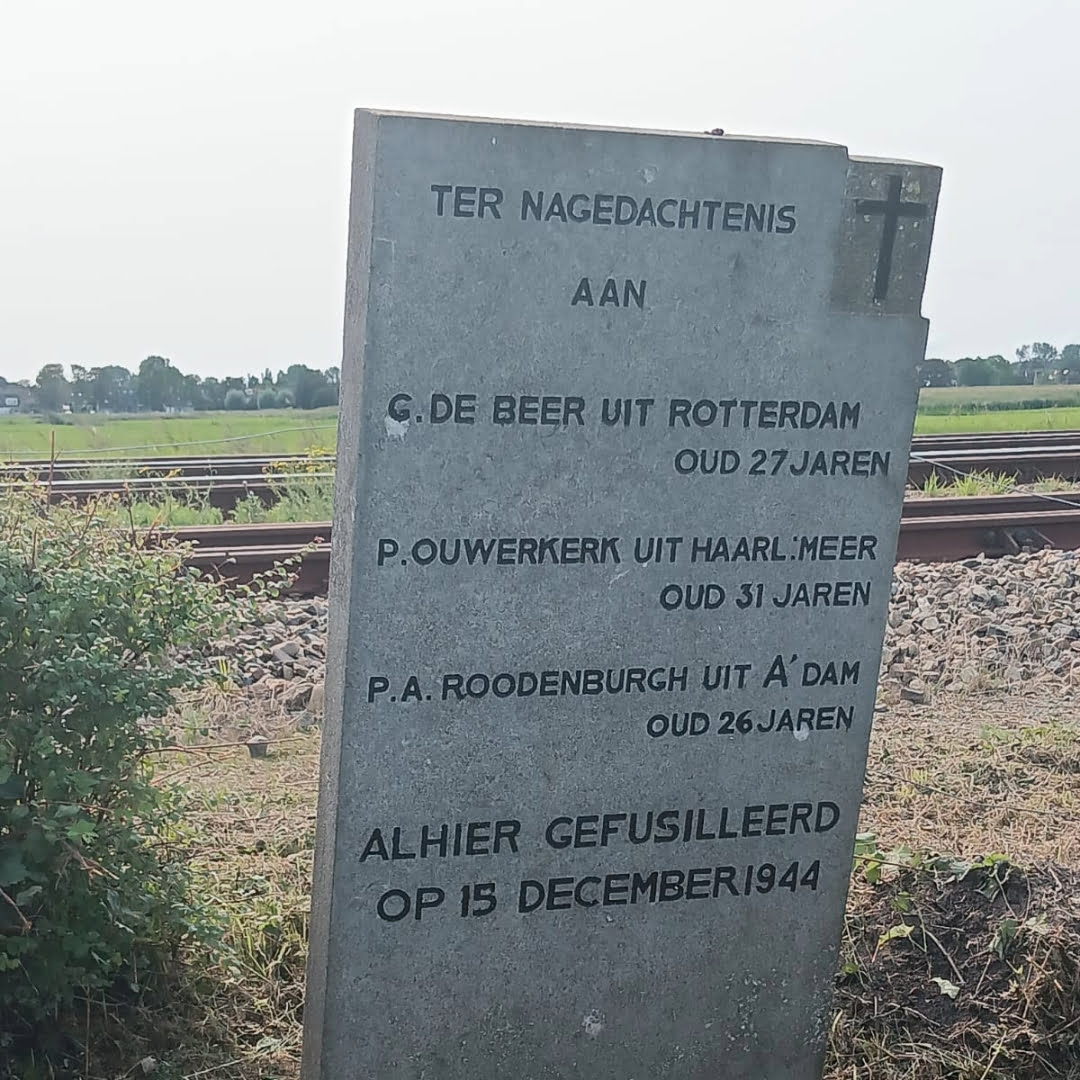 TER NAGEDACHTENIS
AAN
G. DE BEER UIT ROTTERDAM
OUD 27 JAREN
P. OUWERKERK UIT HAARL:MEER
OUD 31 JAREN
P.A. ROODENBURGH UIT A'DAM
OUD 26 JAREN
ALHIER GEFUSILLEERD
OP 15 DECEMBER 1944